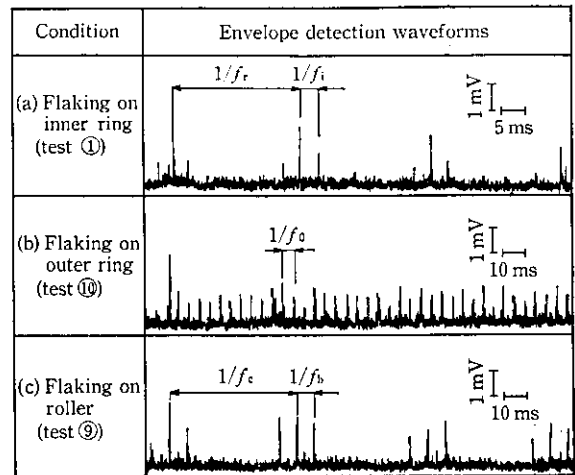 Condition
Envelope detection waveforms
(a) Flaking on
inner ring
(test ①)
1/fr
1/fi
1 mV
5 ms
(b) Flaking on
outer ring
(test ⑩)
1/f0
1 mV
10 ms
(c) Flaking on
roller
(test ⑨)
1/fc
1/fb
1 mV
10 ms